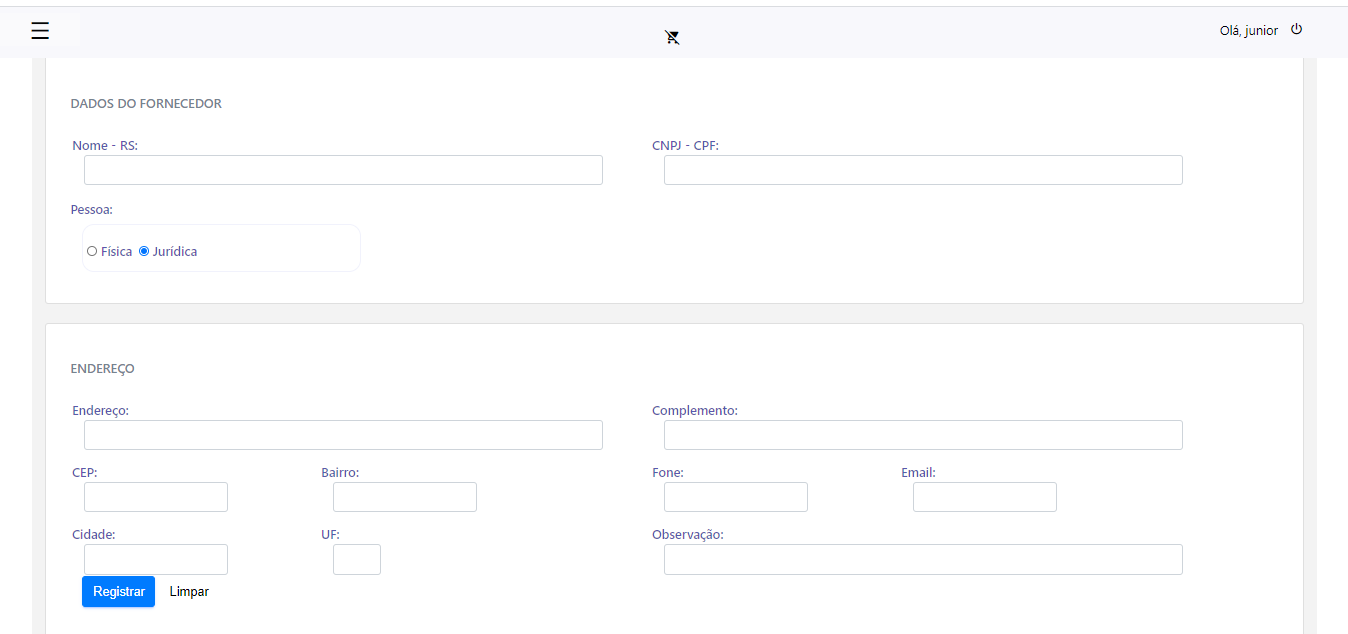 Olá, junior
DADOS DO FORNECEDOR
Nome - RS: CNPJ - CPF:
Pessoa:
Física Jurídica
ENDEREÇO
Endereço: Complemento:
CEP: Bairro: Fone: Email:
Cidade: UF: Observação:
Registrar Limpar